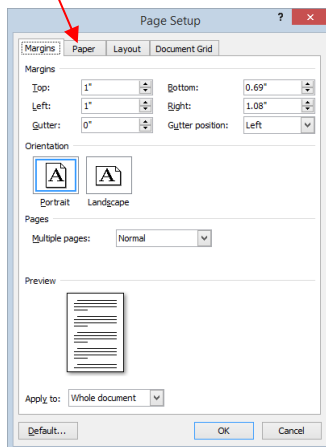 Page Setup ? ×
Margins Paper Layout Document Grid
Margins
Top: 1" Bottom: 0.69"
Left: 1" Right: 1.08"
Gutter: 0" Gutter position: Left
Orientation
A A
Portrait Landscape
Pages
Multiple pages: Normal
Preview
Apply to: Whole document
Default... OK Cancel